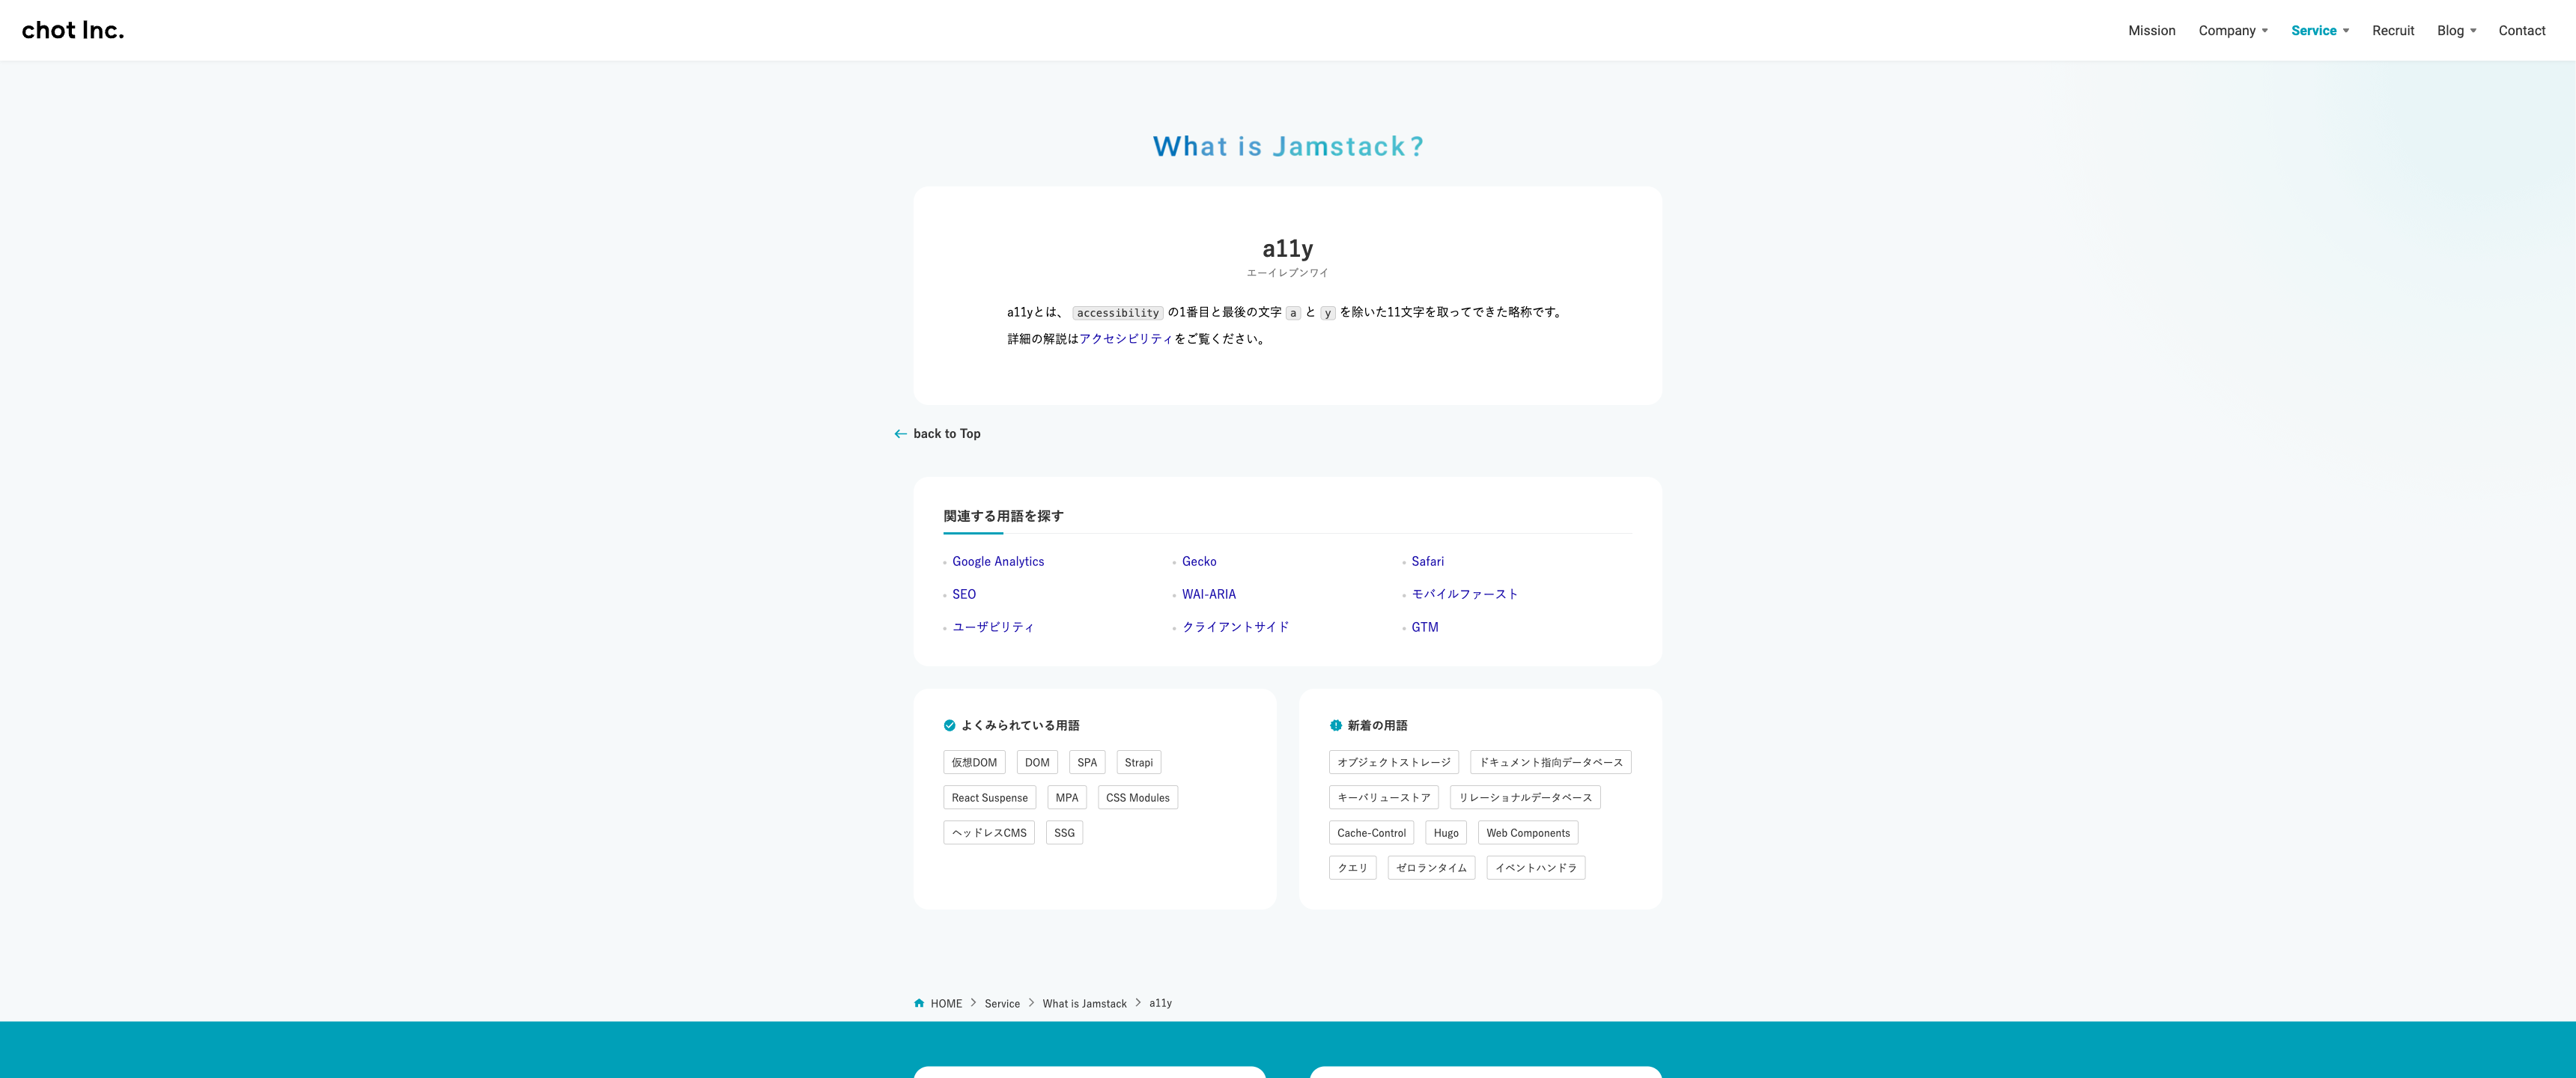 chot Inc.
Mission Company Service Recruit Blog Contact
What is Jamstack?
a11y
エーイレブンワイ
a11yとは、 accessibility の1番目と最後の文字 a と y を除いた11文字を取ってできた略称です。
詳細の解説はアクセシビリティをご覧ください。
back to Top
関連する用語を探す
Google Analytics Gecko Safari
SEO WAI-ARIA モバイルファースト
ユーザビリティ クライアントサイド GTM
よくみられている用語
仮想DOM DOM SPA Strapi
React Suspense MPA CSS Modules
ヘッドレスCMS SSG
新着の用語
オブジェクトストレージ ドキュメント指向データベース
キーバリューストア リレーショナルデータベース
Cache-Control Hugo Web Components
クエリ ゼロランタイム イベントハンドラ
HOME Service What is Jamstack a11y